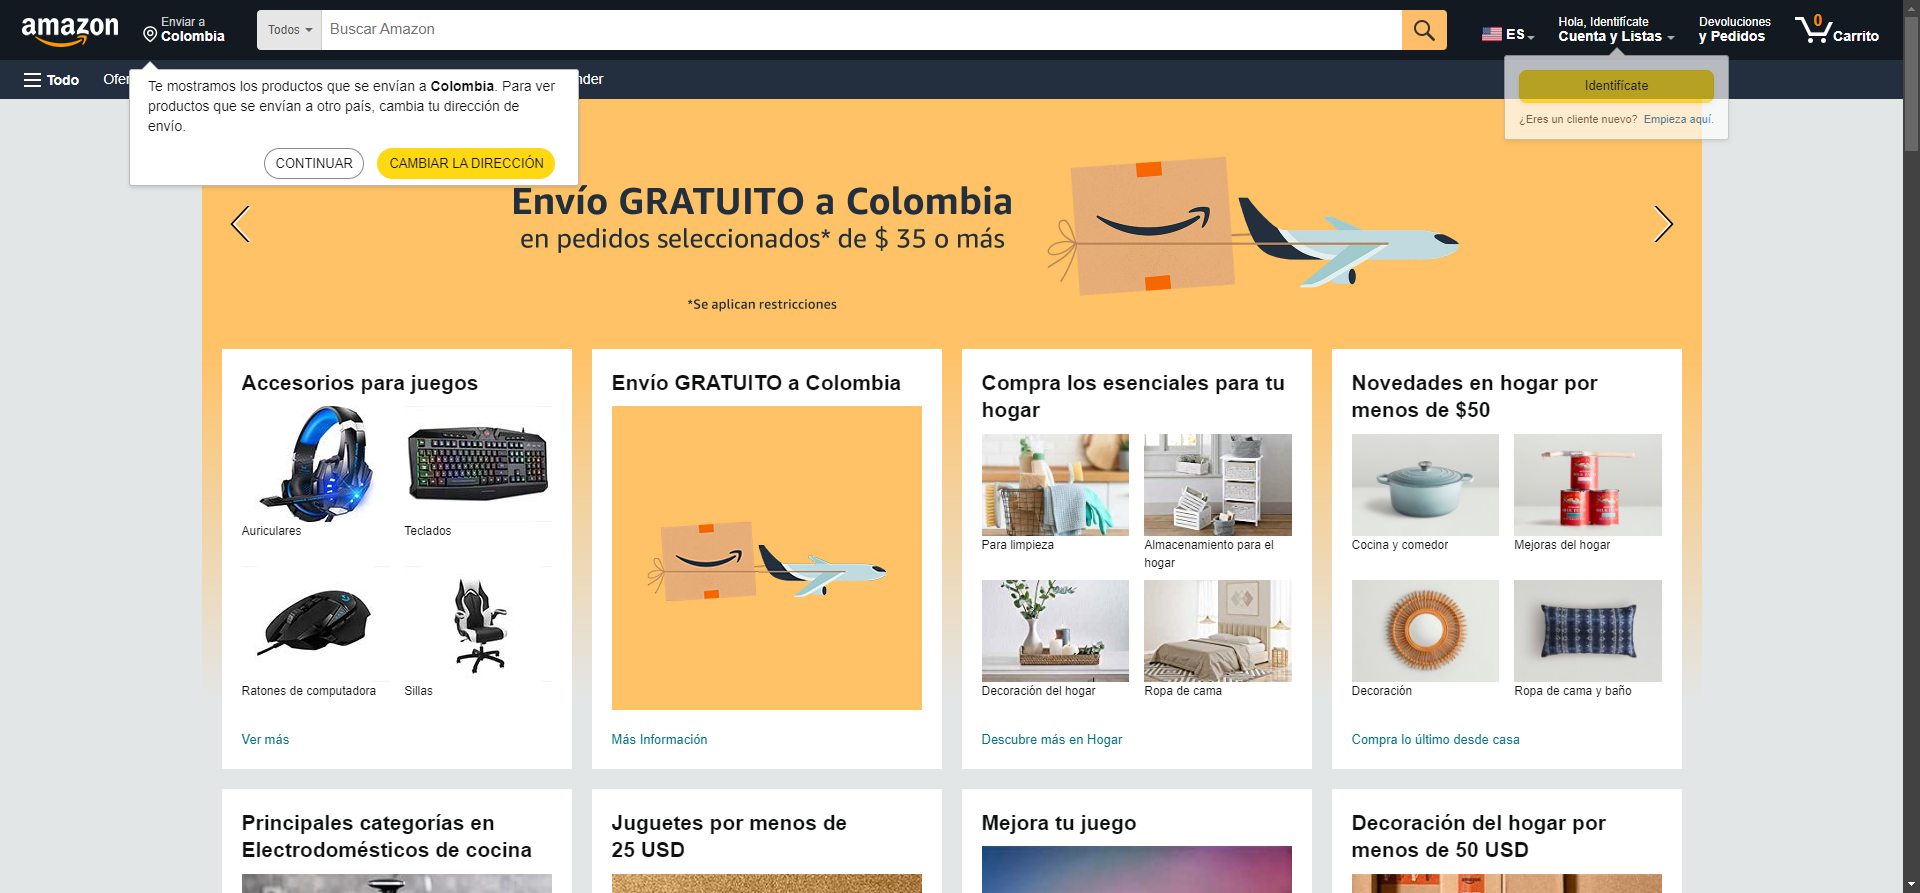 amazon
Enviar a
Colombia
Todos
Buscar Amazon
ES
Hola, Identifícate
Cuenta y Listas
Devoluciones
y Pedidos
0
Carrito
Todo
Te mostramos los productos que se envían a Colombia. Para ver
productos que se envían a otro país, cambia tu dirección de
envío.
CONTINUAR
CAMBIAR LA DIRECCIÓN
Identifícate
¿Eres un cliente nuevo? Empieza aquí.
Envío GRATUITO a Colombia
en pedidos seleccionados* de $ 35 o más
*Se aplican restricciones
Accesorios para juegos
Auriculares
Teclados
Ratones de computadora
Sillas
Ver más
Envío GRATUITO a Colombia
Más Información
Compra los esenciales para tu
hogar
Para limpieza
Almacenamiento para el
hogar
Decoración del hogar
Ropa de cama
Descubre más en Hogar
Novedades en hogar por
menos de $50
Cocina y comedor
Mejoras del hogar
Decoración
Ropa de cama y baño
Compra lo último desde casa
Principales categorías en
Electrodomésticos de cocina
Juguetes por menos de
25 USD
Mejora tu juego
Decoración del hogar por
menos de 50 USD